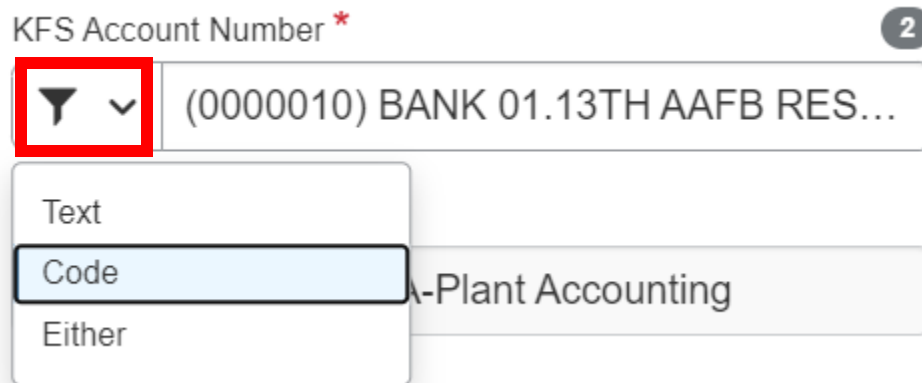 KFS Account Number *
2
(0000010) BANK 01.13TH AAFB RES...
Text
Code
A-Plant Accounting
Either